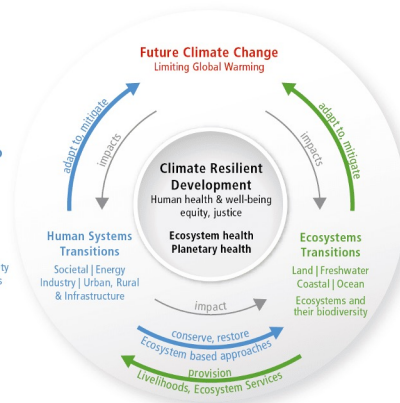 Future Climate Change
Limiting Global Warming
adapt to, mitigate
impacts
impacts
adapt to, mitigate
Climate Resilient
Development
Human health & well-being
equity, justice
Ecosystem health
Planetary health
Human Systems
Transitions
Societal | Energy
Industry | Urban, Rural
& Infrastructure
Ecosystems
Transitions
Land | Freshwater
Coastal | Ocean
Ecosystems and
their biodiversity
impact
conserve, restore
Ecosystem based approaches
provision
Livelihoods, Ecosystem Services